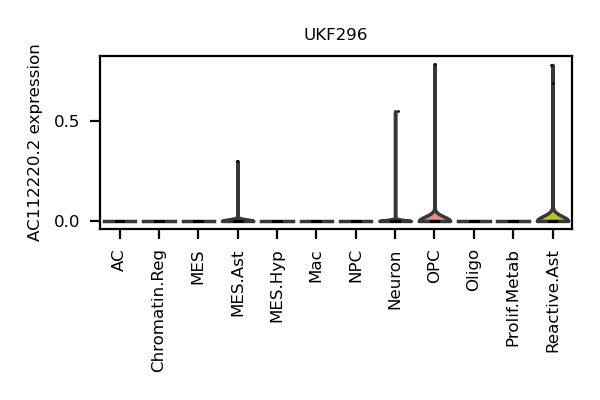 UKF296
AC112220.2 expression
0.5
0.0
AC
Chromatin.Reg
MES
MES.Ast
MES.Hyp
Mac
NPC
Neuron
OPC
Oligo
Prolif.Metab
Reactive.Ast